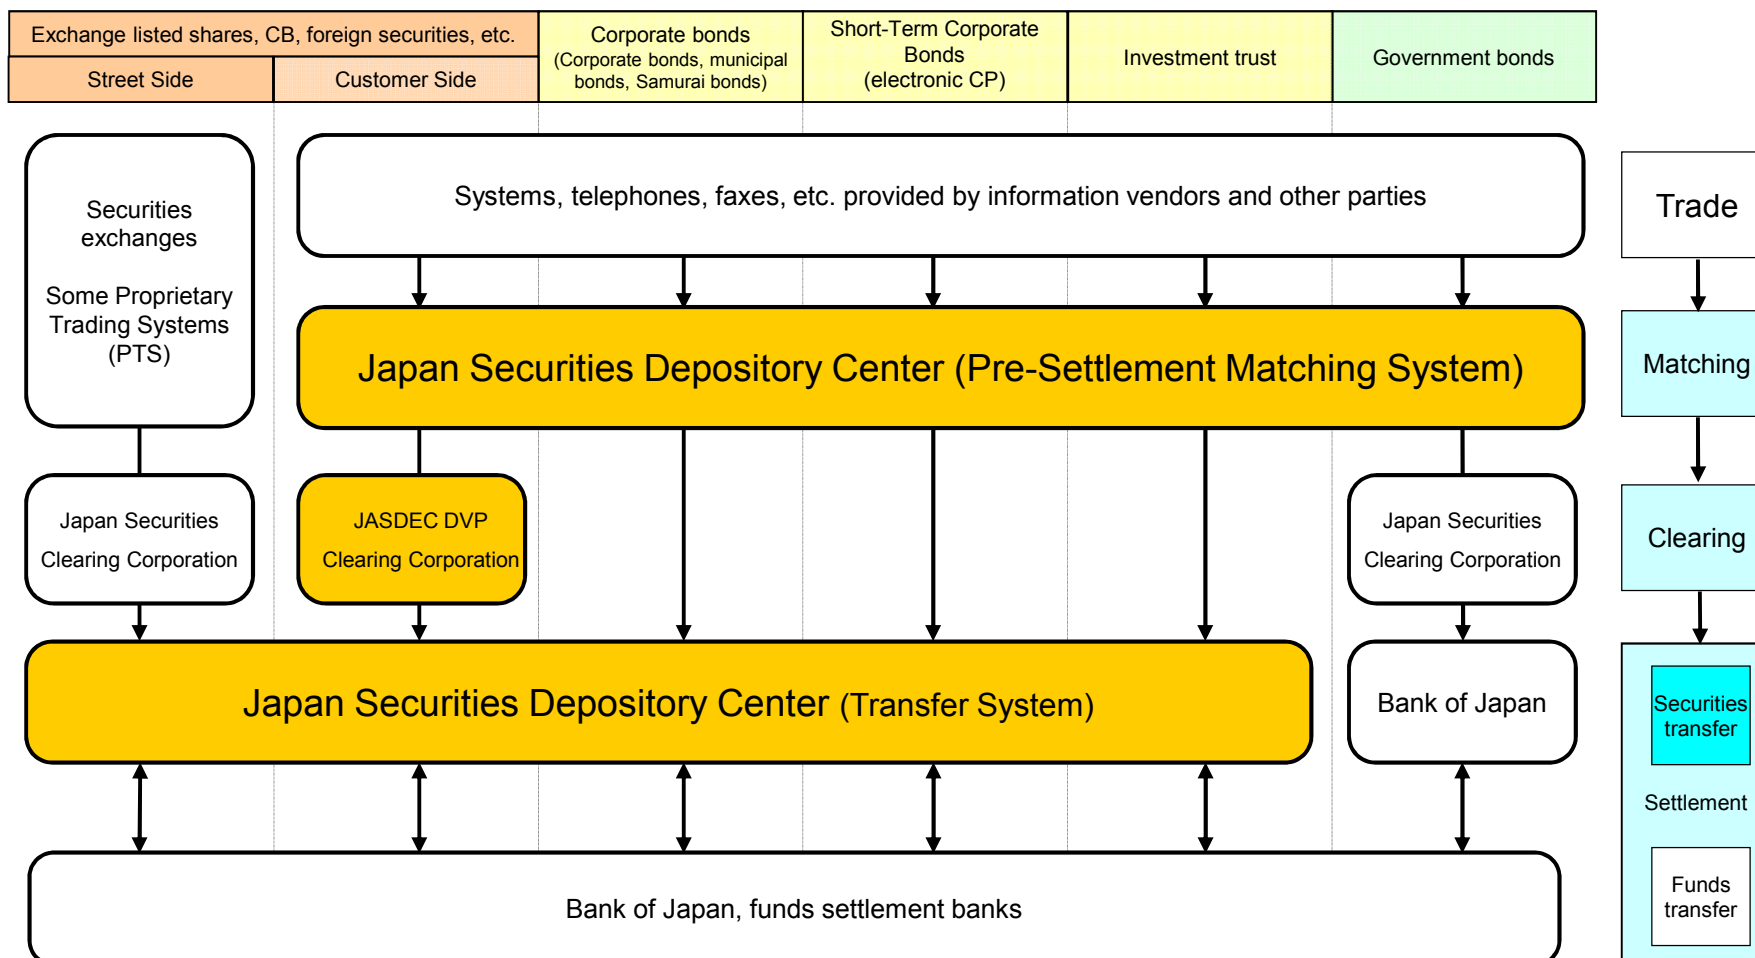 Exchange listed shares, CB, foreign securities, etc.
Street Side
Customer Side
Corporate bonds
(Corporate bonds, municipal
bonds, Samurai bonds)
Short-Term Corporate
Bonds
(electronic CP)
Investment trust
Government bonds
Securities
exchanges
Some Proprietary
Trading Systems
(PTS)
Systems, telephones, faxes, etc. provided by information vendors and other parties
Trade
Japan Securities Depository Center (Pre-Settlement Matching System)
Matching
Japan Securities
Clearing Corporation
JASDEC DVP
Clearing Corporation
Japan Securities
Clearing Corporation
Clearing
Japan Securities Depository Center (Transfer System)
Bank of Japan
Securities
transfer
Settlement
Bank of Japan, funds settlement banks
Funds
transfer